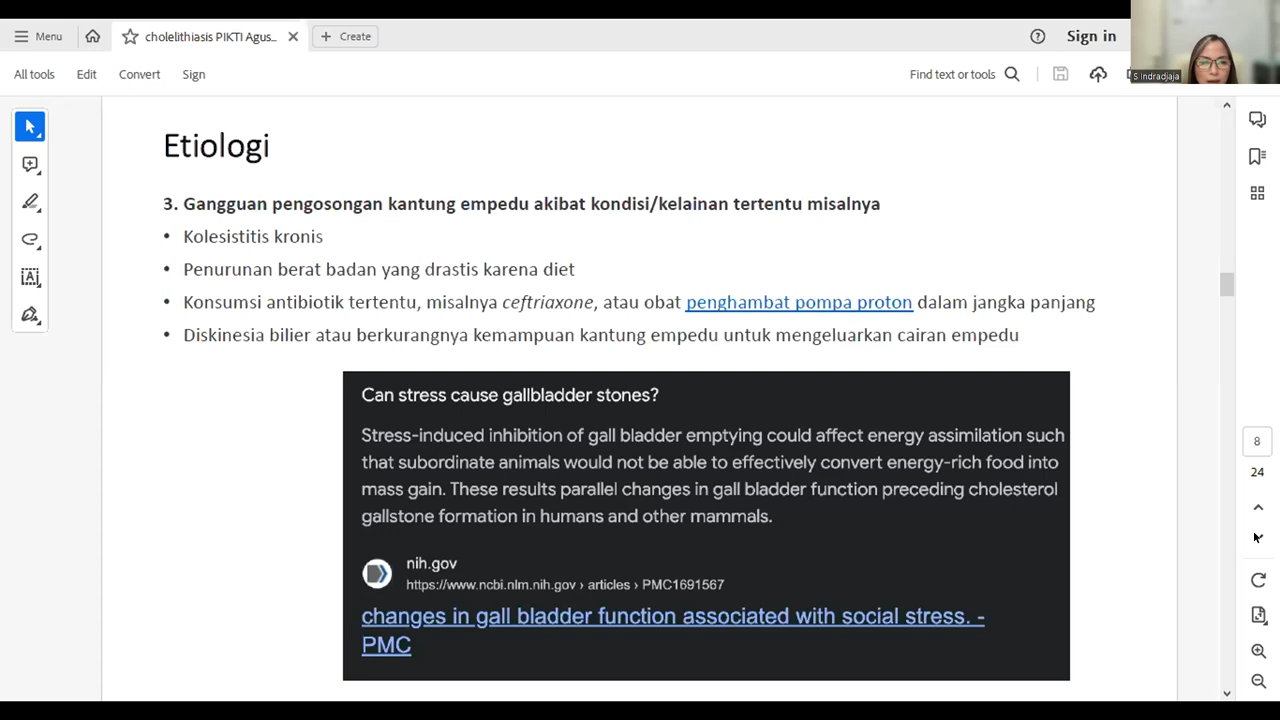 Menu
cholelithiasis PIKTI Agus...
Create
Sign in
S Indradjaja
All tools
Edit
Convert
Sign
Find text or tools
Etiologi
3. Gangguan pengosongan kantung empedu akibat kondisi/kelainan tertentu misalnya
• Kolesistitis kronis
• Penurunan berat badan yang drastis karena diet
• Konsumsi antibiotik tertentu, misalnya ceftriaxone, atau obat penghambat pompa proton dalam jangka panjang
• Diskinesia bilier atau berkurangnya kemampuan kantung empedu untuk mengeluarkan cairan empedu
Can stress cause gallbladder stones?
Stress-induced inhibition of gall bladder emptying could affect energy assimilation such
that subordinate animals would not be able to effectively convert energy-rich food into
mass gain. These results parallel changes in gall bladder function preceding cholesterol
gallstone formation in humans and other mammals.
nih.gov
https://www.ncbi.nlm.nih.gov › articles › PMC1691567
changes in gall bladder function associated with social stress. -
PMC
8
24